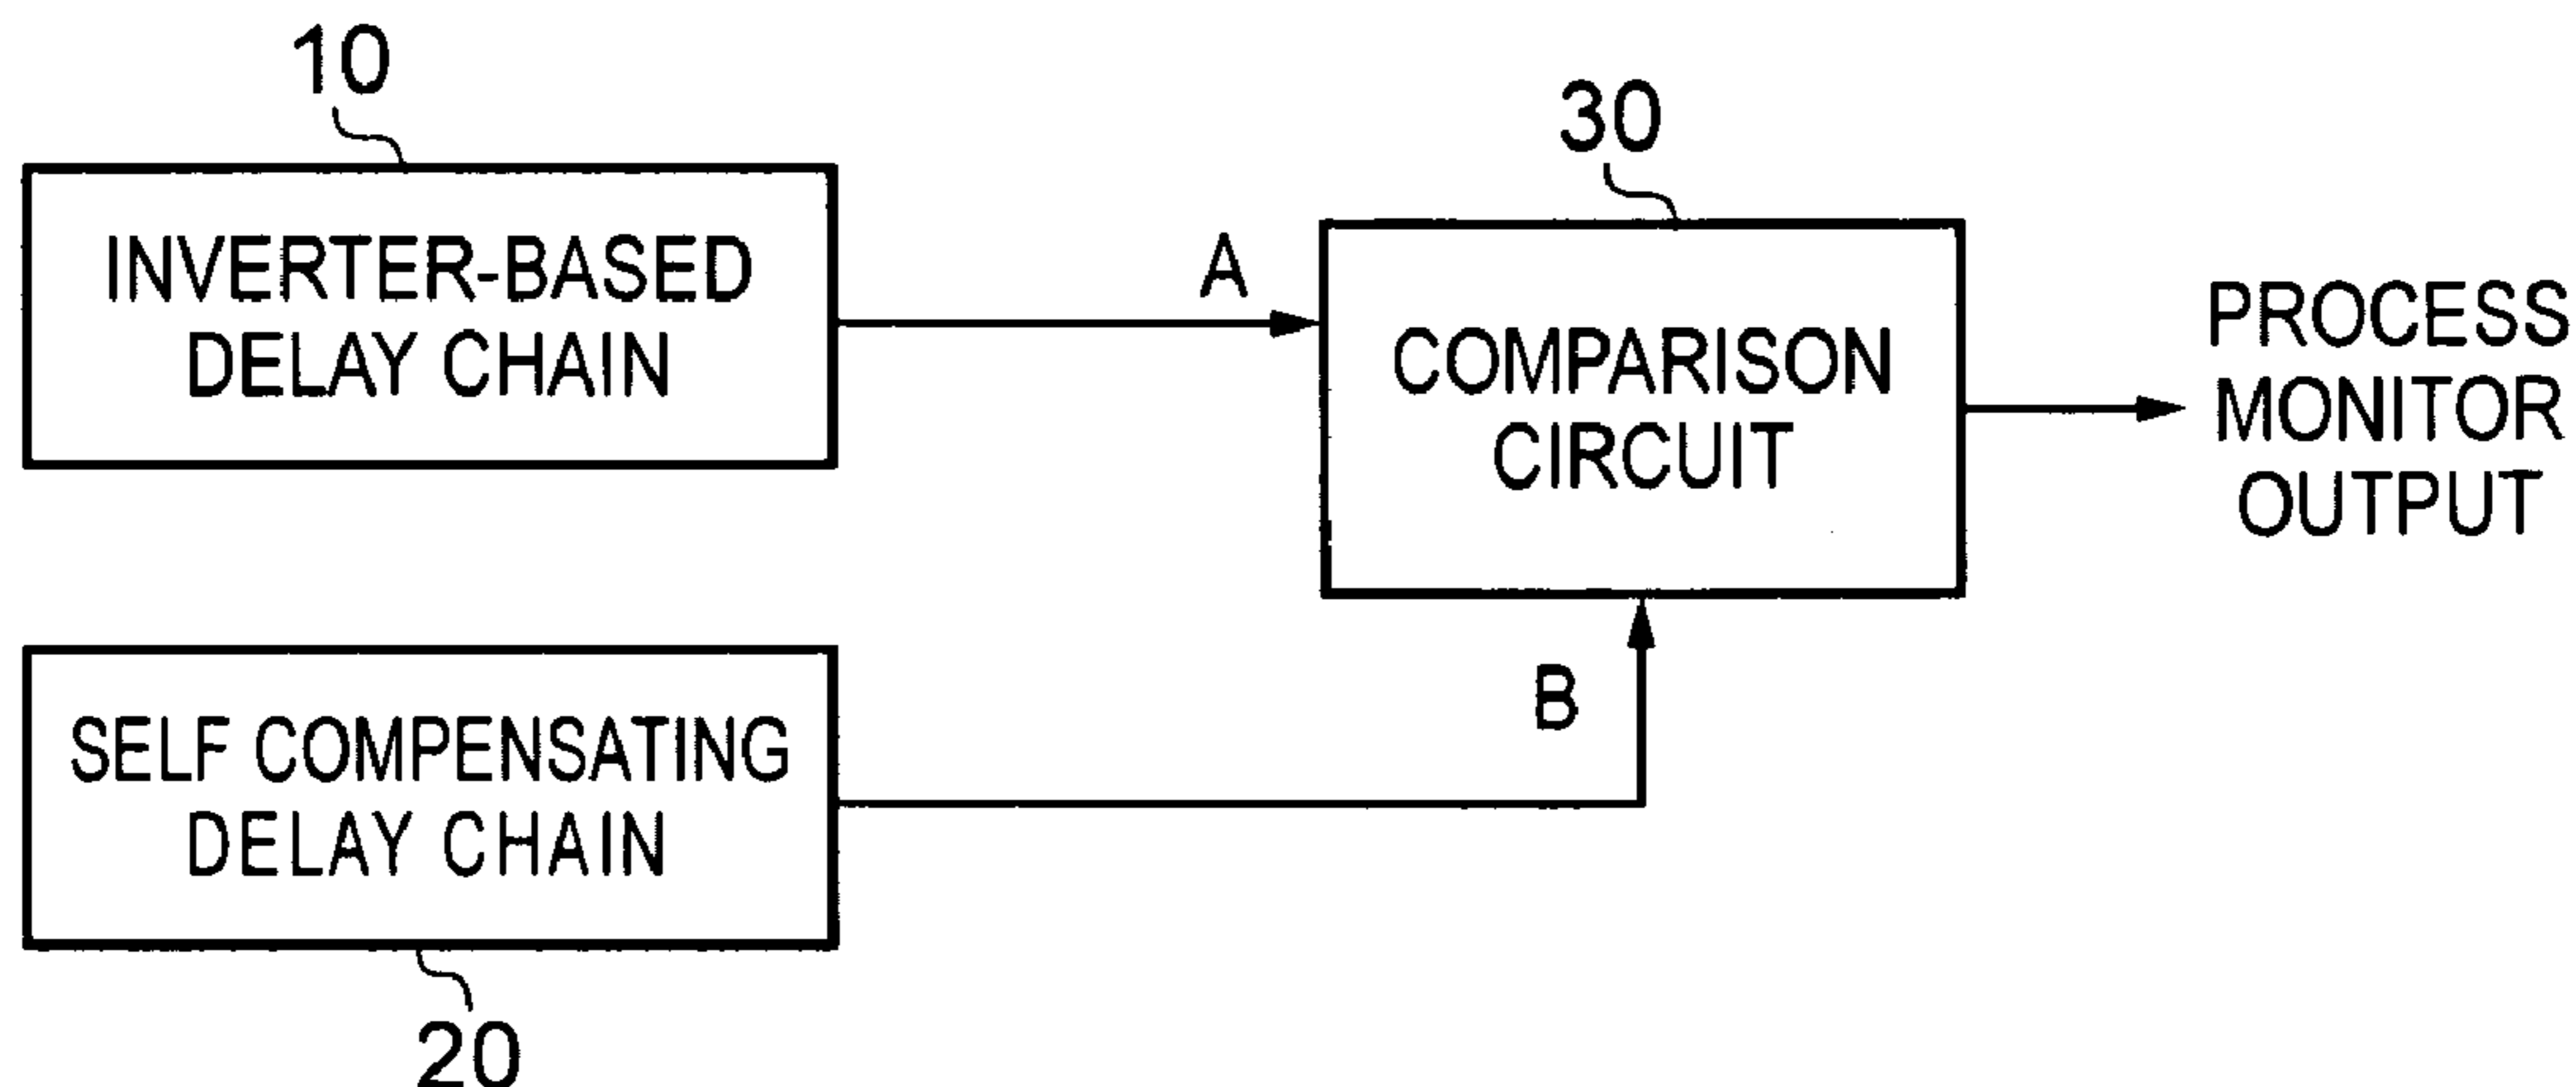 10
INVERTER-BASED
DELAY CHAIN
A
30
COMPARISON
CIRCUIT
PROCESS
MONITOR
OUTPUT
SELF COMPENSATING
DELAY CHAIN
B
20